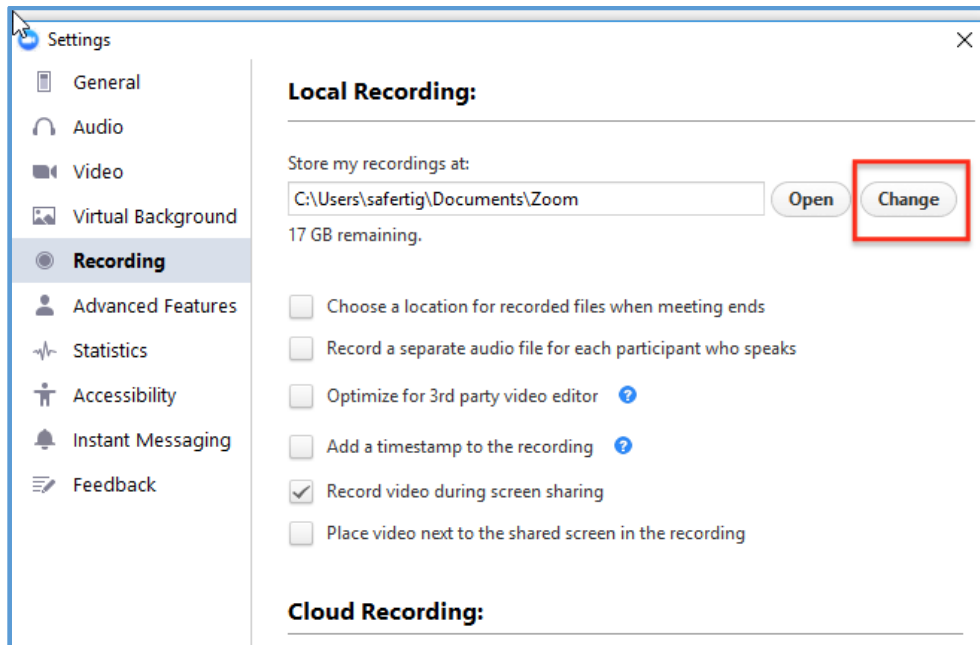 Settings
General
Audio
Video
Virtual Background
Recording
Advanced Features
Statistics
Accessibility
Instant Messaging
Feedback
Local Recording:
Store my recordings at:
C:\Users\safertig\Documents\Zoom
Open
Change
17 GB remaining.
Choose a location for recorded files when meeting ends
Record a separate audio file for each participant who speaks
Optimize for 3rd party video editor ?
Add a timestamp to the recording ?
Record video during screen sharing
Place video next to the shared screen in the recording
Cloud Recording: